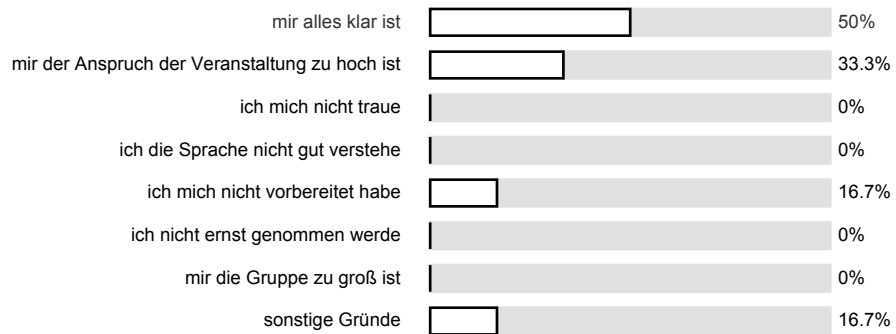 mir alles klar ist 50%
mir der Anspruch der Veranstaltung zu hoch ist 33.3%
ich mich nicht traue 0%
ich die Sprache nicht gut verstehe 0%
ich mich nicht vorbereitet habe 16.7%
ich nicht ernst genommen werde 0%
mir die Gruppe zu groß ist 0%
sonstige Gründe 16.7%